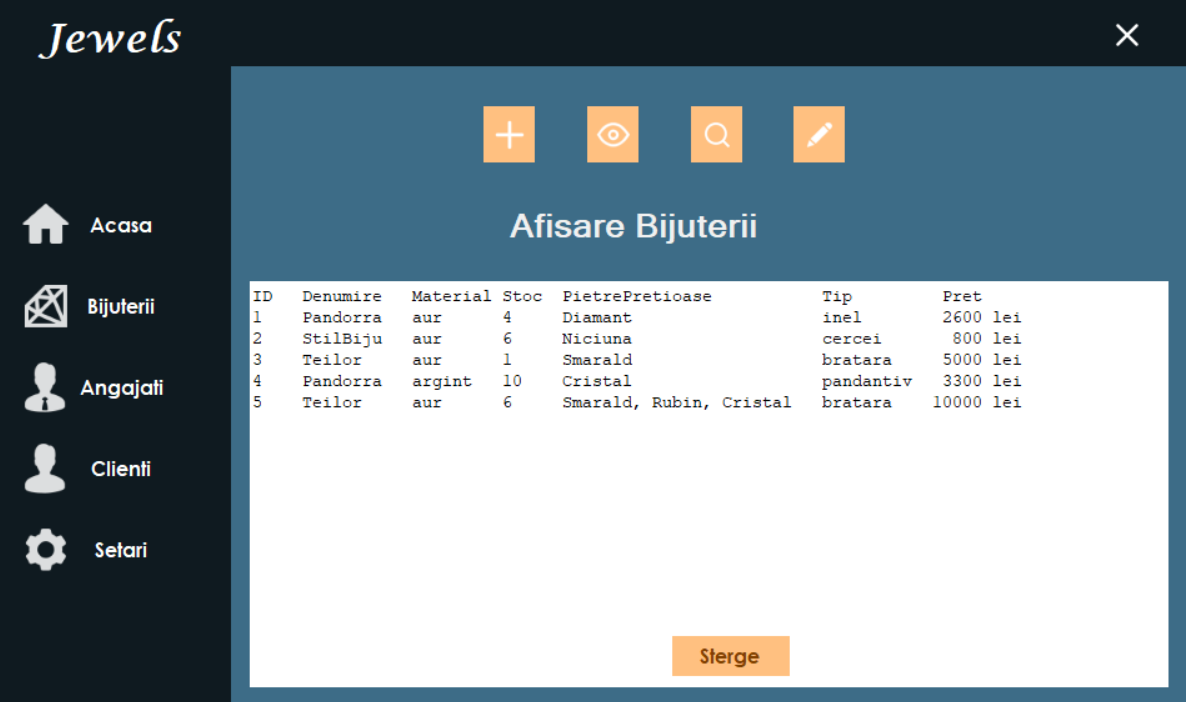 Jewels
Acasa
Bijuterii
Angajati
Clienti
Setari
Afisare Bijuterii
ID Denumire Material Stoc PietrePretioase Tip Pret
1 Pandorra aur 4 Diamant inel 2600 lei
2 StilBiju aur 6 Niciuna cercei 800 lei
3 Teilor aur 1 Smarald bratara 5000 lei
4 Pandorra argint 10 Cristal pandantiv 3300 lei
5 Teilor aur 6 Smarald, Rubin, Cristal bratara 10000 lei
Sterge